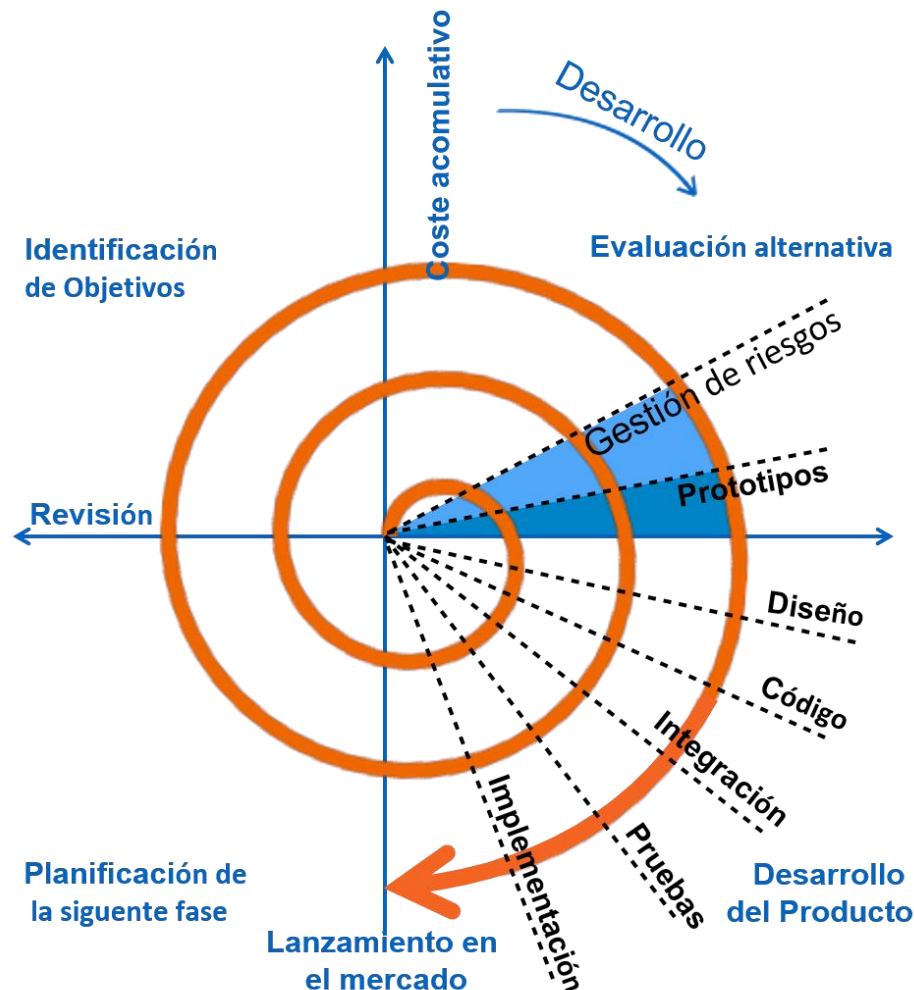 Coste acomulativo
Desarrollo
Identificación
de Objetivos
Evaluación alternativa
Gestión de riesgos
Prototipos
Revisión
Diseño
Código
Integración
Pruebas
Implementación
Planificación de
la siguente fase
Desarrollo
del Producto
Lanzamiento en
el mercado